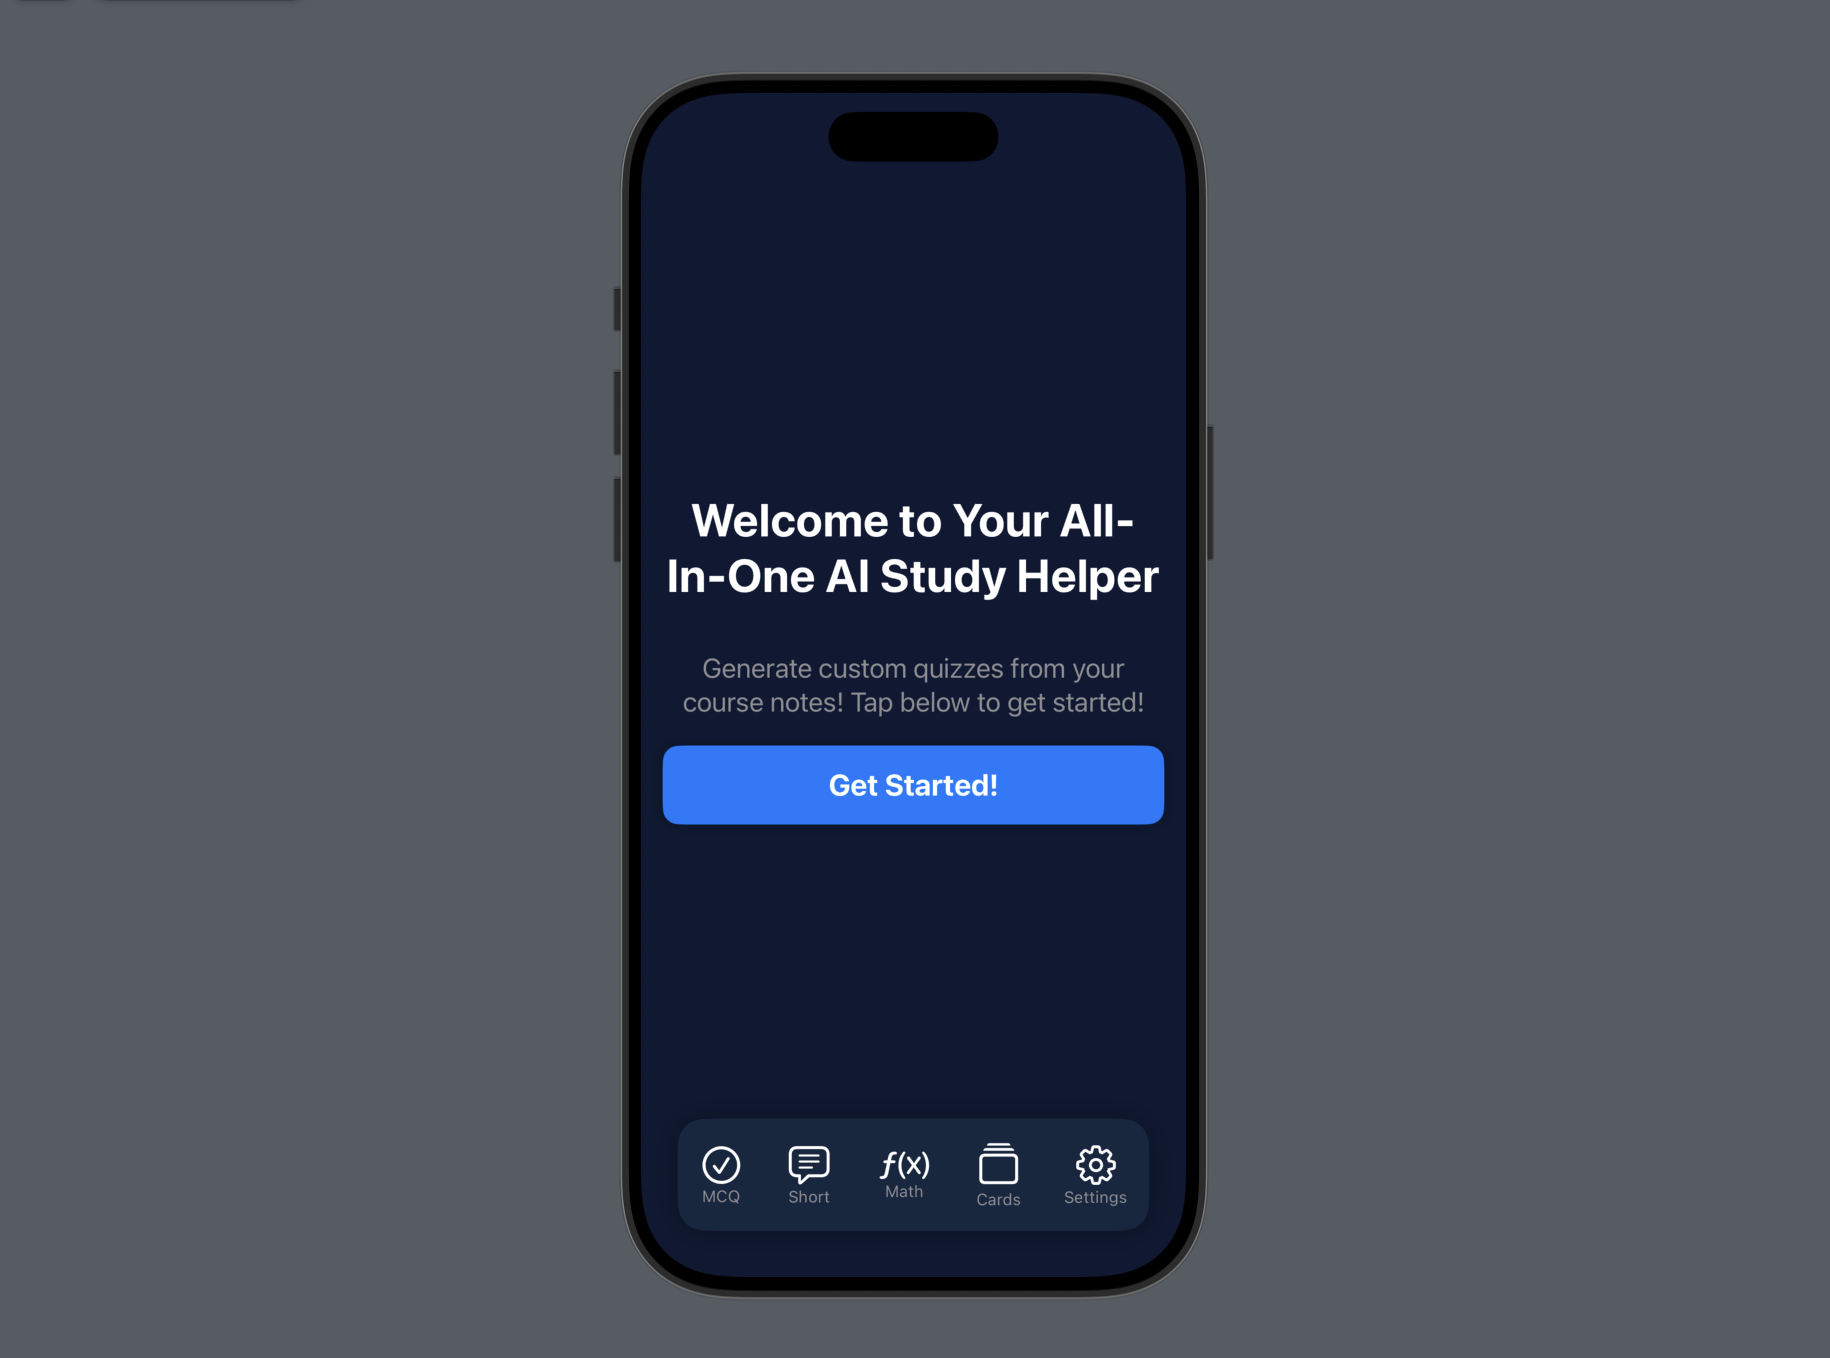 Welcome to Your All-
In-One AI Study Helper
Generate custom quizzes from your
course notes! Tap below to get started!
Get Started!
MCQ
Short
f(x)
Math
Cards
Settings